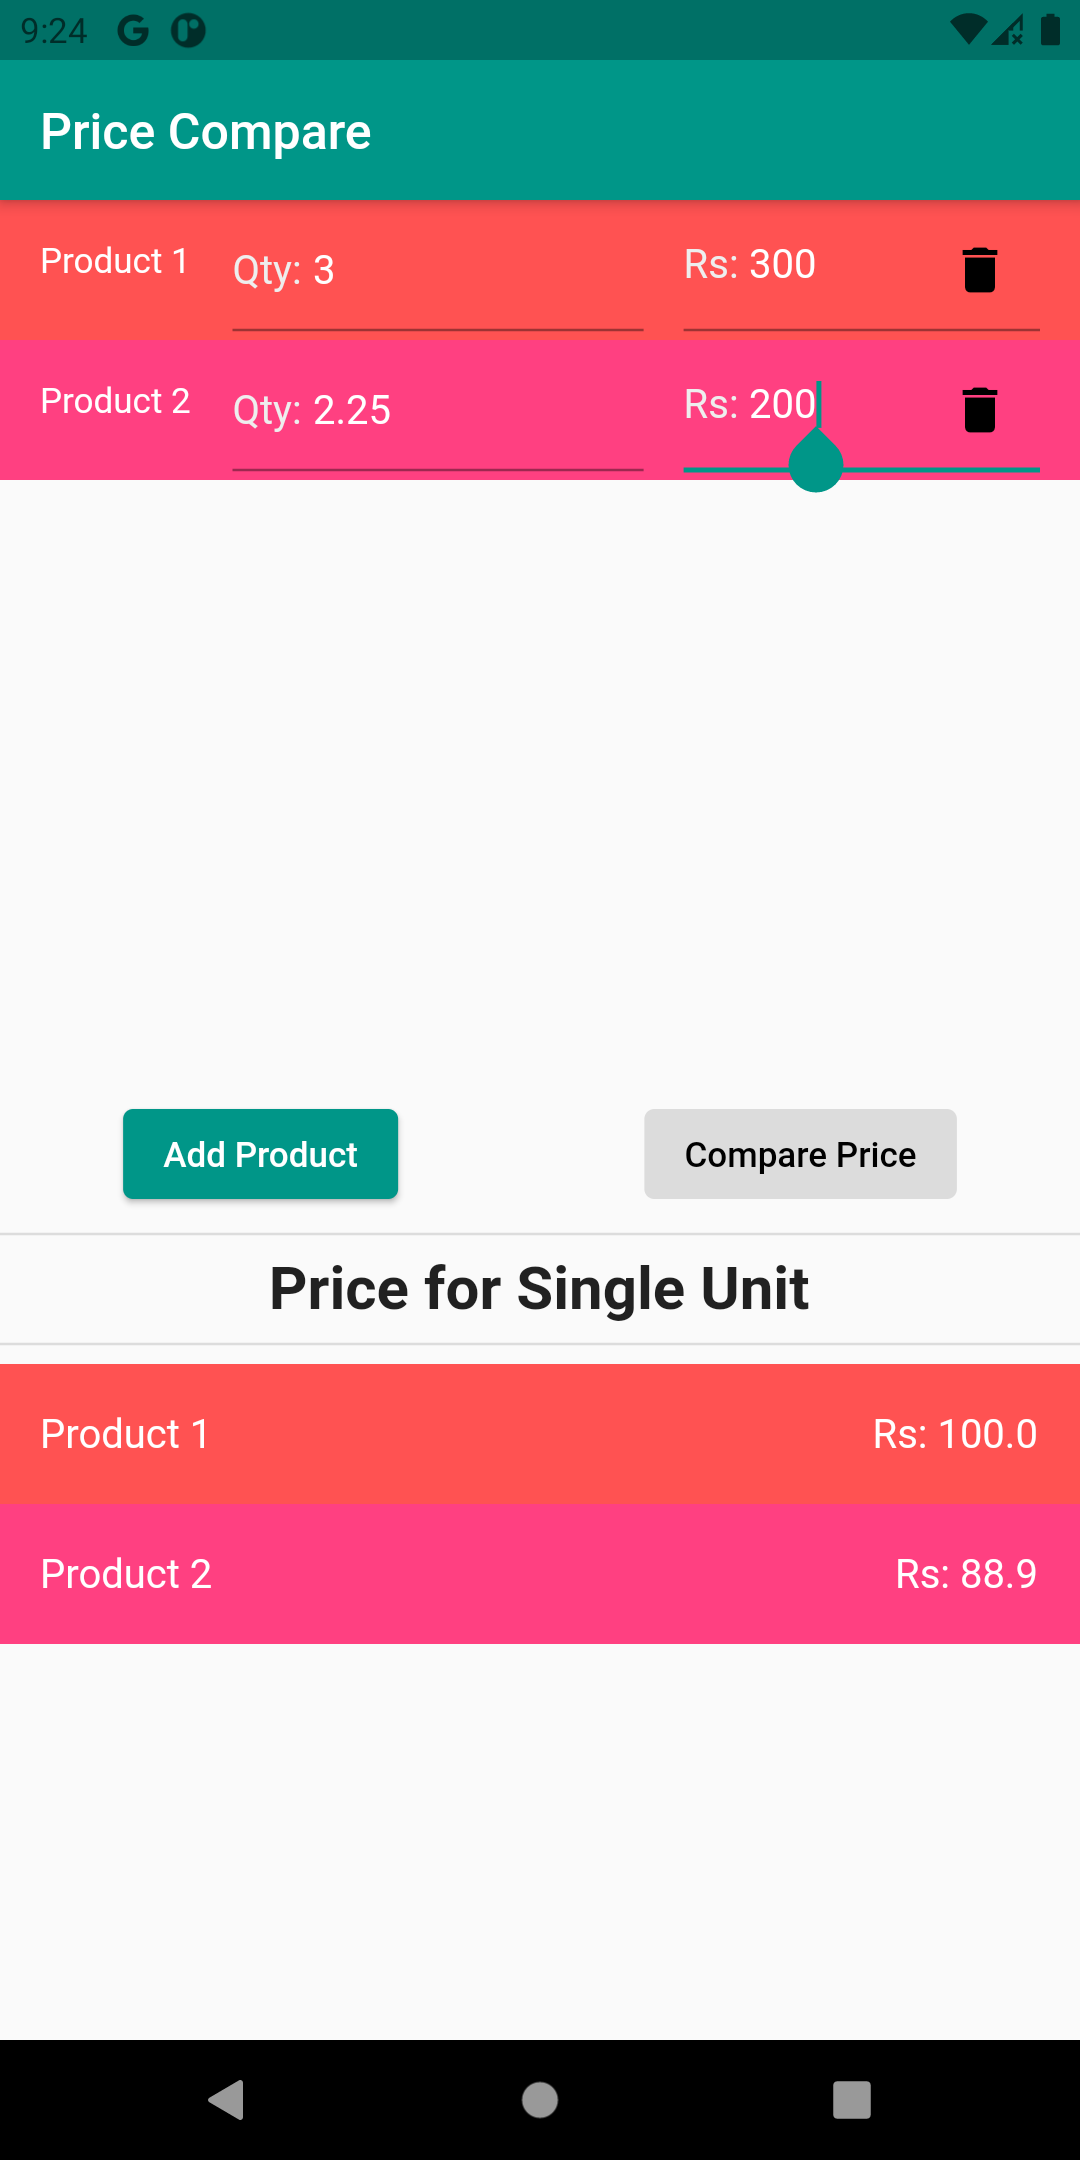 9:24
Price Compare
Product 1 Qty: 3 Rs: 300
Product 2 Qty: 2.25 Rs: 200
Add Product Compare Price
Price for Single Unit
Product 1 Rs: 100.0
Product 2 Rs: 88.9